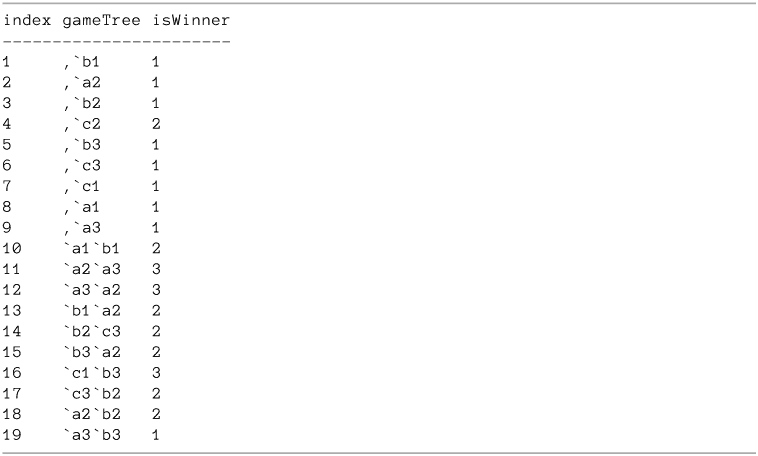 index gameTree isWinner
-----------------------
1     ,`b1     1
2     ,`a2     1
3     ,`b2     1
4     ,`c2     2
5     ,`b3     1
6     ,`c3     1
7     ,`c1     1
8     ,`a1     1
9     ,`a3     1
10    `a1`b1   2
11    `a2`a3   3
12    `a3`a2   3
13    `b1`a2   2
14    `b2`c3   2
15    `b3`a2   2
16    `c1`b3   3
17    `c3`b2   2
18    `a2`b2   2
19    `a3`b3   1